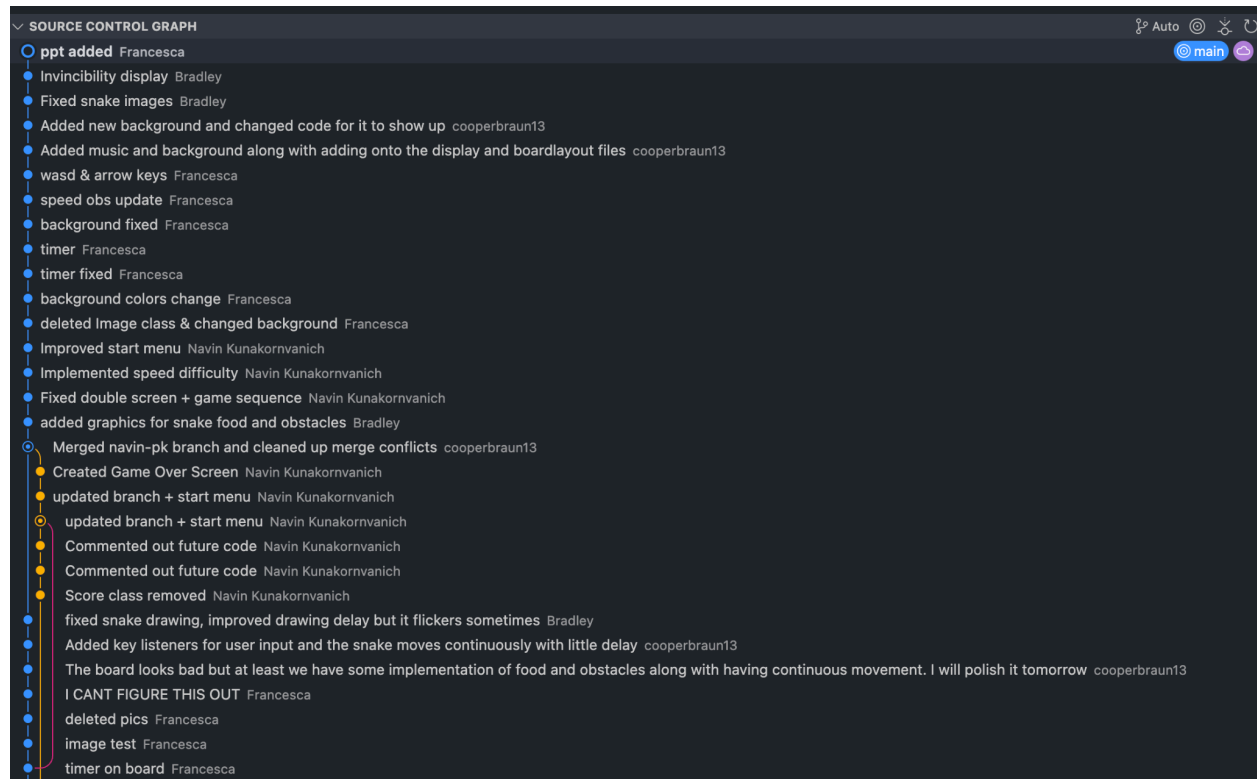 SOURCE CONTROL GRAPH Auto
ppt added Francesca main
Invincibility display Bradley
Fixed snake images Bradley
Added new background and changed code for it to show up cooperbraun13
Added music and background along with adding onto the display and boardlayout files cooperbraun13
wasd & arrow keys Francesca
speed obs update Francesca
background fixed Francesca
timer Francesca
timer fixed Francesca
background colors change Francesca
deleted Image class & changed background Francesca
Improved start menu Navin Kunakornvanich
Implemented speed difficulty Navin Kunakornvanich
Fixed double screen + game sequence Navin Kunakornvanich
added graphics for snake food and obstacles Bradley
Merged navin-pk branch and cleaned up merge conflicts cooperbraun13
Created Game Over Screen Navin Kunakornvanich
updated branch + start menu Navin Kunakornvanich
updated branch + start menu Navin Kunakornvanich
Commented out future code Navin Kunakornvanich
Commented out future code Navin Kunakornvanich
Score class removed Navin Kunakornvanich
fixed snake drawing, improved drawing delay but it flickers sometimes Bradley
Added key listeners for user input and the snake moves continuously with little delay cooperbraun13
The board looks bad but at least we have some implementation of food and obstacles along with having continuous movement. I will polish it tomorrow cooperbraun13
I CANT FIGURE THIS OUT Francesca
deleted pics Francesca
image test Francesca
timer on board Francesca